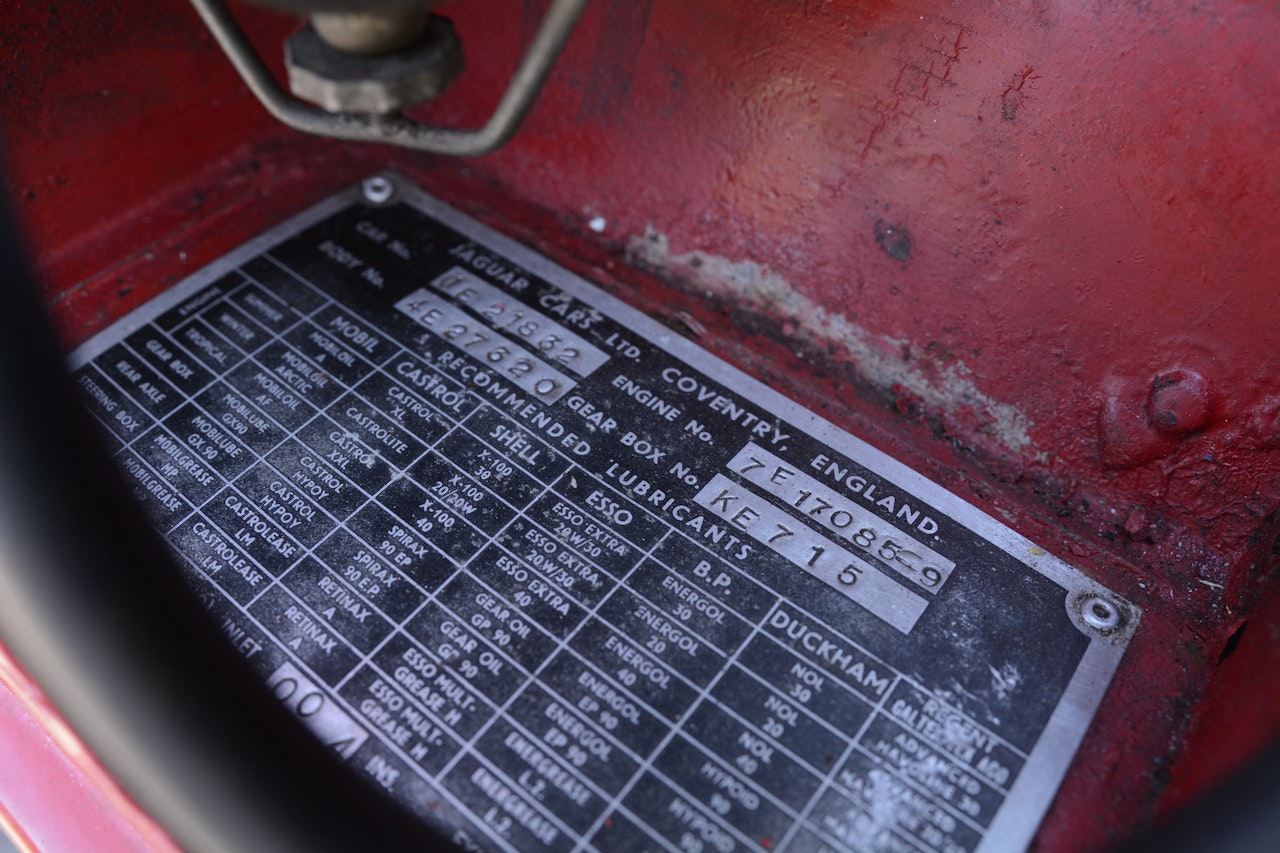 JAGUAR CARS LTD. COVENTRY, ENGLAND.
CAR No. 1E 21832 ENGINE No. 7E 17085-9
BODY No. 4E 27620 GEAR BOX No. KE 715
RECOMMENDED LUBRICANTS
MOBIL CASTROL SHELL ESSO B.P. DUCKHAM REGENT CALTEX
ENGINE SUMMER MOBILOIL A CASTROL XL X-100 30 ESSO EXTRA 20W/30 ENERGOL 30 NOL 30 ADVANCED
WINTER MOBILOIL ARCTIC CASTROLITE X-100 20/20W ESSO EXTRA 20W/30 ENERGOL 20 NOL 20 ADVANCED
TROPICAL MOBILOIL AF CASTROL XXL X-100 40 ESSO EXTRA 40 ENERGOL 40 NOL 40
GEAR BOX MOBILUBE GX90 CASTROL HYPOY SPIRAX 90 EP GEAR OIL GP 90 ENERGOL EP 90 HYPOID 90
REAR AXLE MOBILUBE GX 90 CASTROL HYPOY SPIRAX 90 E.P. GEAR OIL GP 90 ENERGOL EP 90 HYPOID 90
STEERING BOX MOBILGREASE MP CASTROLEASE LM RETINAX A ESSO MULT-GREASE H ENERGREASE L.2.
MOBILGREASE CASTROLEASE LM RETINAX A ESSO MULT-GREASE H ENERGREASE L.2.
INLET 004 INS